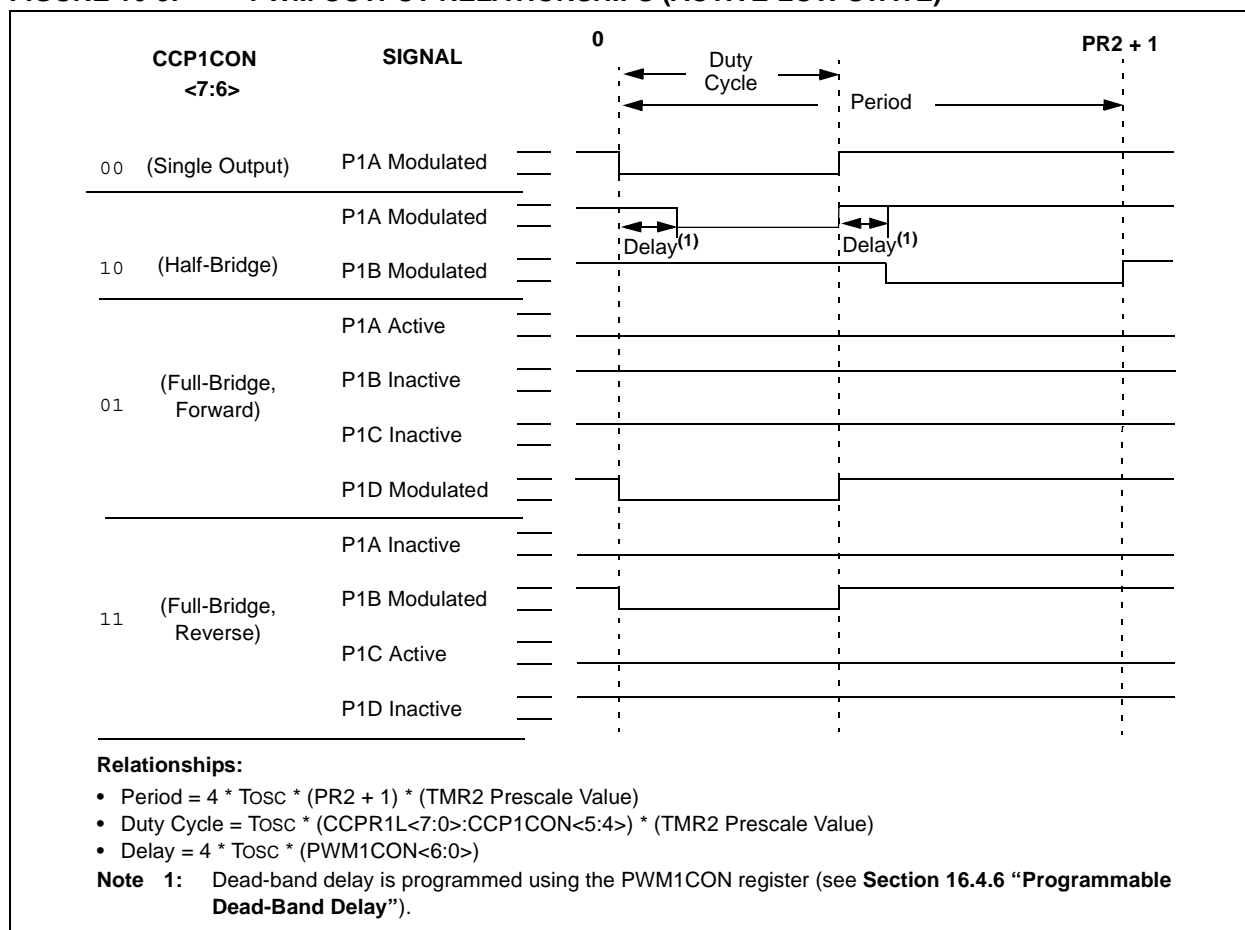 0
PR2 + 1
CCP1CON
<7:6>
SIGNAL
Duty
Cycle
Period
00 (Single Output) P1A Modulated
P1A Modulated
Delay(1) Delay(1)
10 (Half-Bridge) P1B Modulated
P1A Active
P1B Inactive
01 (Full-Bridge,
Forward)
P1C Inactive
P1D Modulated
P1A Inactive
P1B Modulated
11 (Full-Bridge,
Reverse)
P1C Active
P1D Inactive
Relationships:
• Period = 4 * TOSC * (PR2 + 1) * (TMR2 Prescale Value)
• Duty Cycle = TOSC * (CCPR1L<7:0>:CCP1CON<5:4>) * (TMR2 Prescale Value)
• Delay = 4 * TOSC * (PWM1CON<6:0>)
Note 1: Dead-band delay is programmed using the PWM1CON register (see Section 16.4.6 “Programmable
Dead-Band Delay”).